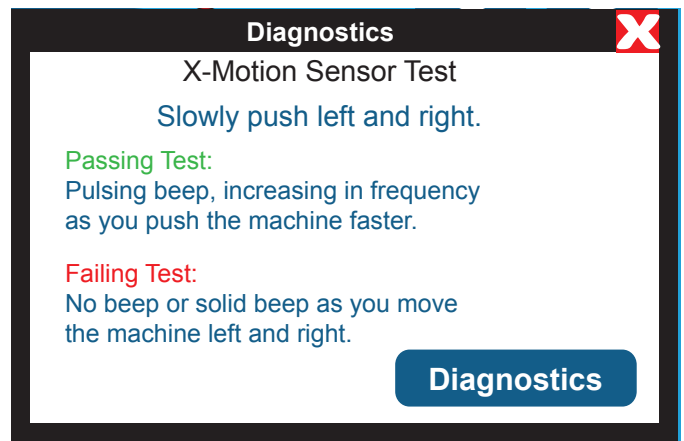 Diagnostics
X
X-Motion Sensor Test
Slowly push left and right.
Passing Test:
Pulsing beep, increasing in frequency
as you push the machine faster.
Failing Test:
No beep or solid beep as you move
the machine left and right.
Diagnostics